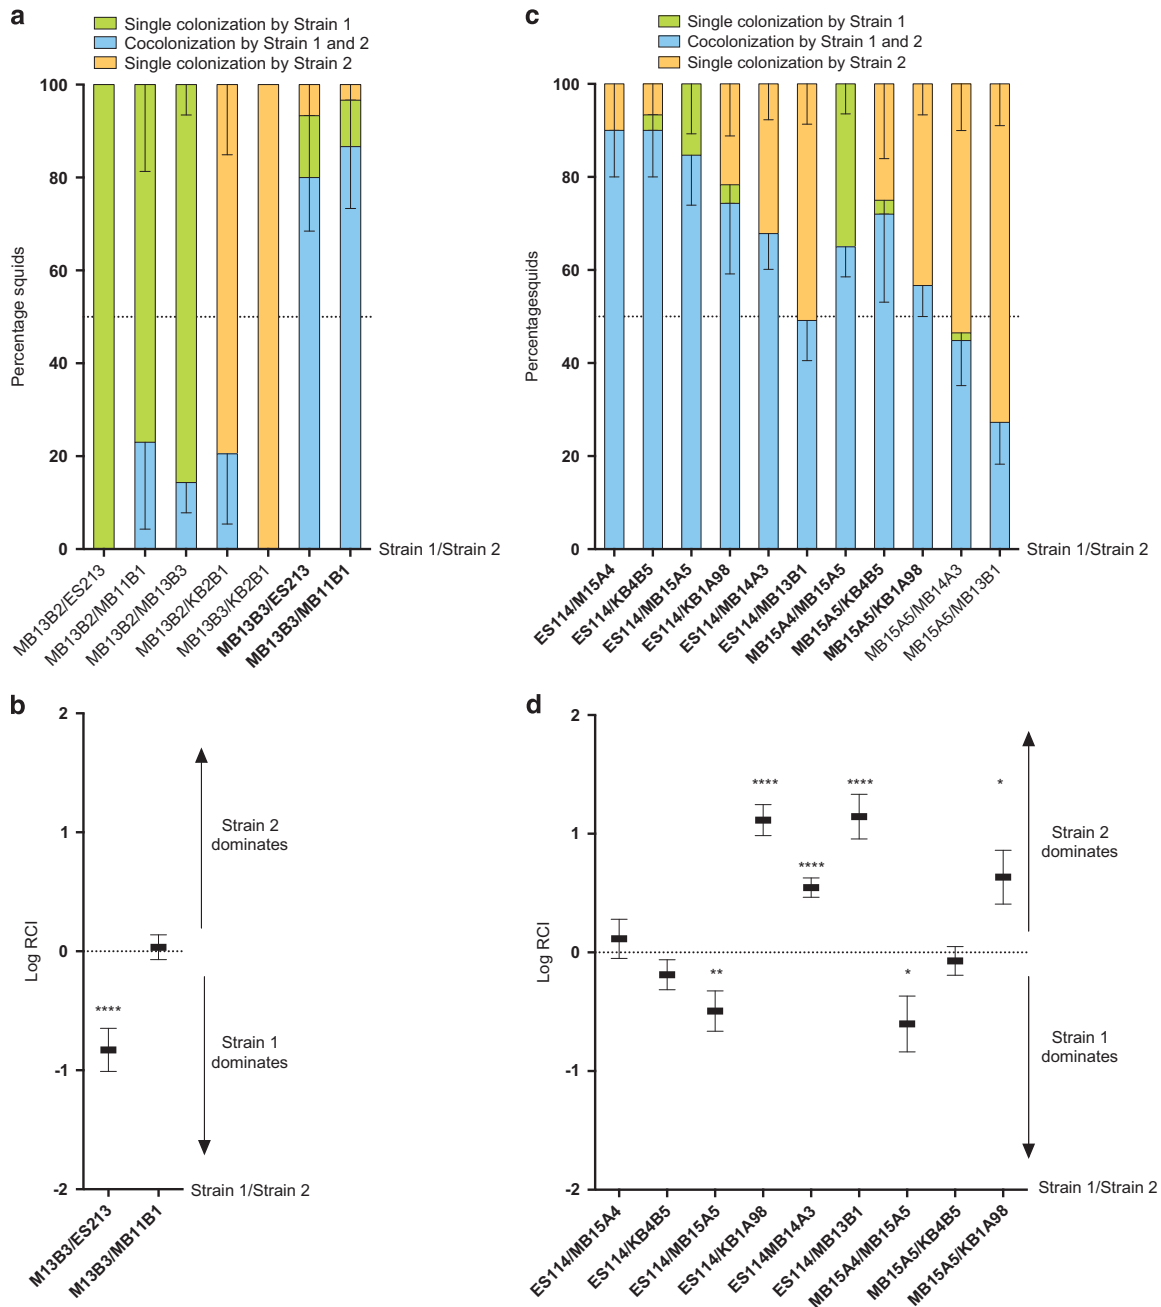 a
Single colonization by Strain 1
Cocolonization by Strain 1 and 2
Single colonization by Strain 2
100
80
60
40
20
0
Percentage squids
Strain 1/Strain 2
MB13B2/ES213
MB13B2/MB11B1
MB13B2/MB13B3
MB13B2/KB2B1
MB13B3/KB2B1
MB13B3/ES213
MB13B3/MB11B1
c
Single colonization by Strain 1
Cocolonization by Strain 1 and 2
Single colonization by Strain 2
100
80
60
40
20
0
Percentagesquids
Strain 1/Strain 2
ES114/M15A4
ES114/KB4B5
ES114/MB15A5
ES114/KB1A98
ES114/MB14A3
ES114/MB13B1
MB15A4/MB15A5
MB15A5/KB4B5
MB15A5/KB1A98
MB15A5/MB14A3
MB15A5/MB13B1
b
2
1
0
-1
-2
Log RCI
Strain 2
dominates
****
Strain 1
dominates
Strain 1/Strain 2
M13B3/ES213
M13B3/MB11B1
d
2
1
0
-1
-2
Log RCI
****
****
*
****
Strain 2
dominates
**
*
Strain 1
dominates
Strain 1/Strain 2
ES114/MB15A4
ES114/KB4B5
ES114/MB15A5
ES114/KB1A98
ES114MB14A3
ES114/MB13B1
MB15A4/MB15A5
MB15A5/KB4B5
MB15A5/KB1A98